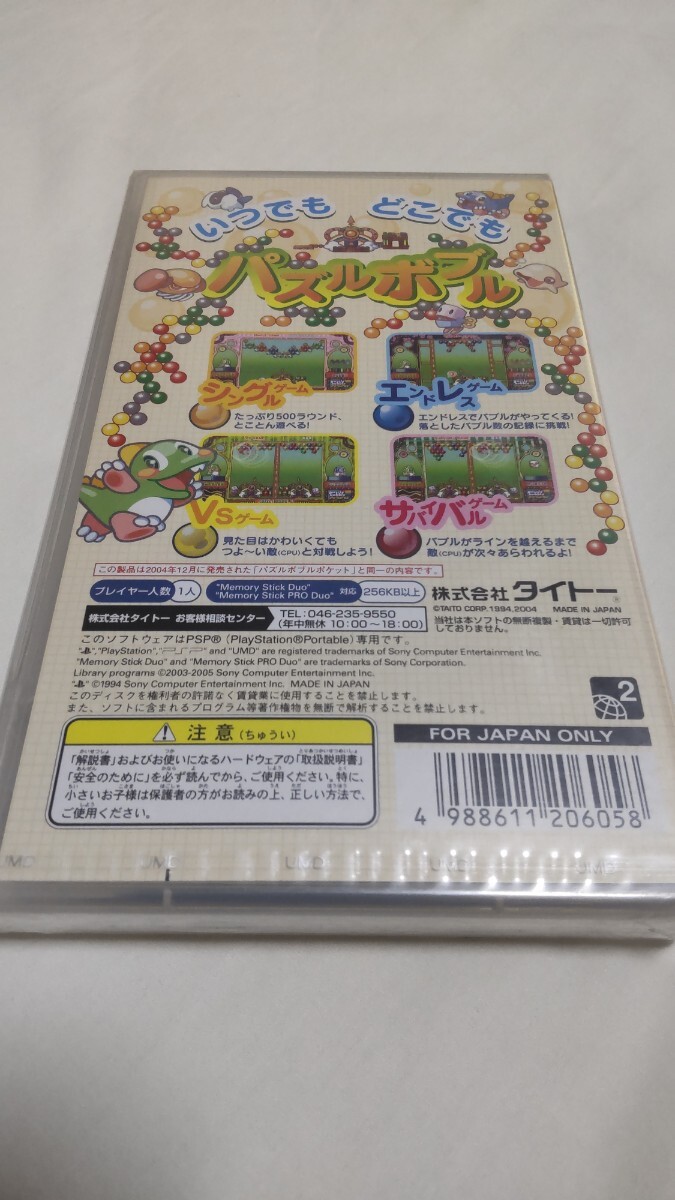 いつでも どこでも
パズルボブル
シングルゲーム
たっぷり500ラウンド、
とことん遊べる!
エンドレスゲーム
エンドレスでバブルがやってくる!
落としたバブル数の記録に挑戦!
VSゲーム
見た目はかわいくても
つよ〜い敵(CPU)と対戦しよう!
サバイバルゲーム
バブルがラインを越えるまで
敵(CPU)が次々あらわれるよ!
この製品は2004年12月に発売された「パズルボブルポケット」と同一の内容です。
プレイヤー人数 1人
"Memory Stick Duo"
"Memory Stick PRO Duo" 対応 256KB以上
株式会社タイトー®
©TAITO CORP.1994,2004 MADE IN JAPAN
当社は本ソフトの無断複製・賃貸は一切許可
しておりません。
株式会社タイトー お客様相談センター
TEL:046-235-9550
(年中無休 10:00〜18:00)
このソフトウェアはPSP®(PlayStation®Portable)専用です。
" ", "PlayStation", "PSP" and "UMD" are registered trademarks of Sony Computer Entertainment Inc.
"Memory Stick Duo" and "Memory Stick PRO Duo" are trademarks of Sony Corporation.
Library programs ©2003-2005 Sony Computer Entertainment Inc.
" " ©1994 Sony Computer Entertainment Inc. MADE IN JAPAN
このディスクを権利者の許諾なく賃貸業に使用することを禁止します。
また、ソフトに含まれるプログラム等著作権物を無断で解析することを禁止します。
2
FOR JAPAN ONLY
4 988611 206058
注意(ちゅうい)
「解説書」およびお使いになるハードウェアの「取扱説明書」
「安全のために」を必ず読んでから、ご使用ください。特に、
小さいお子様は保護者の方がお読みの上、正しい方法で、
ご使用ください。
UMD UMD UMD UMD UMD